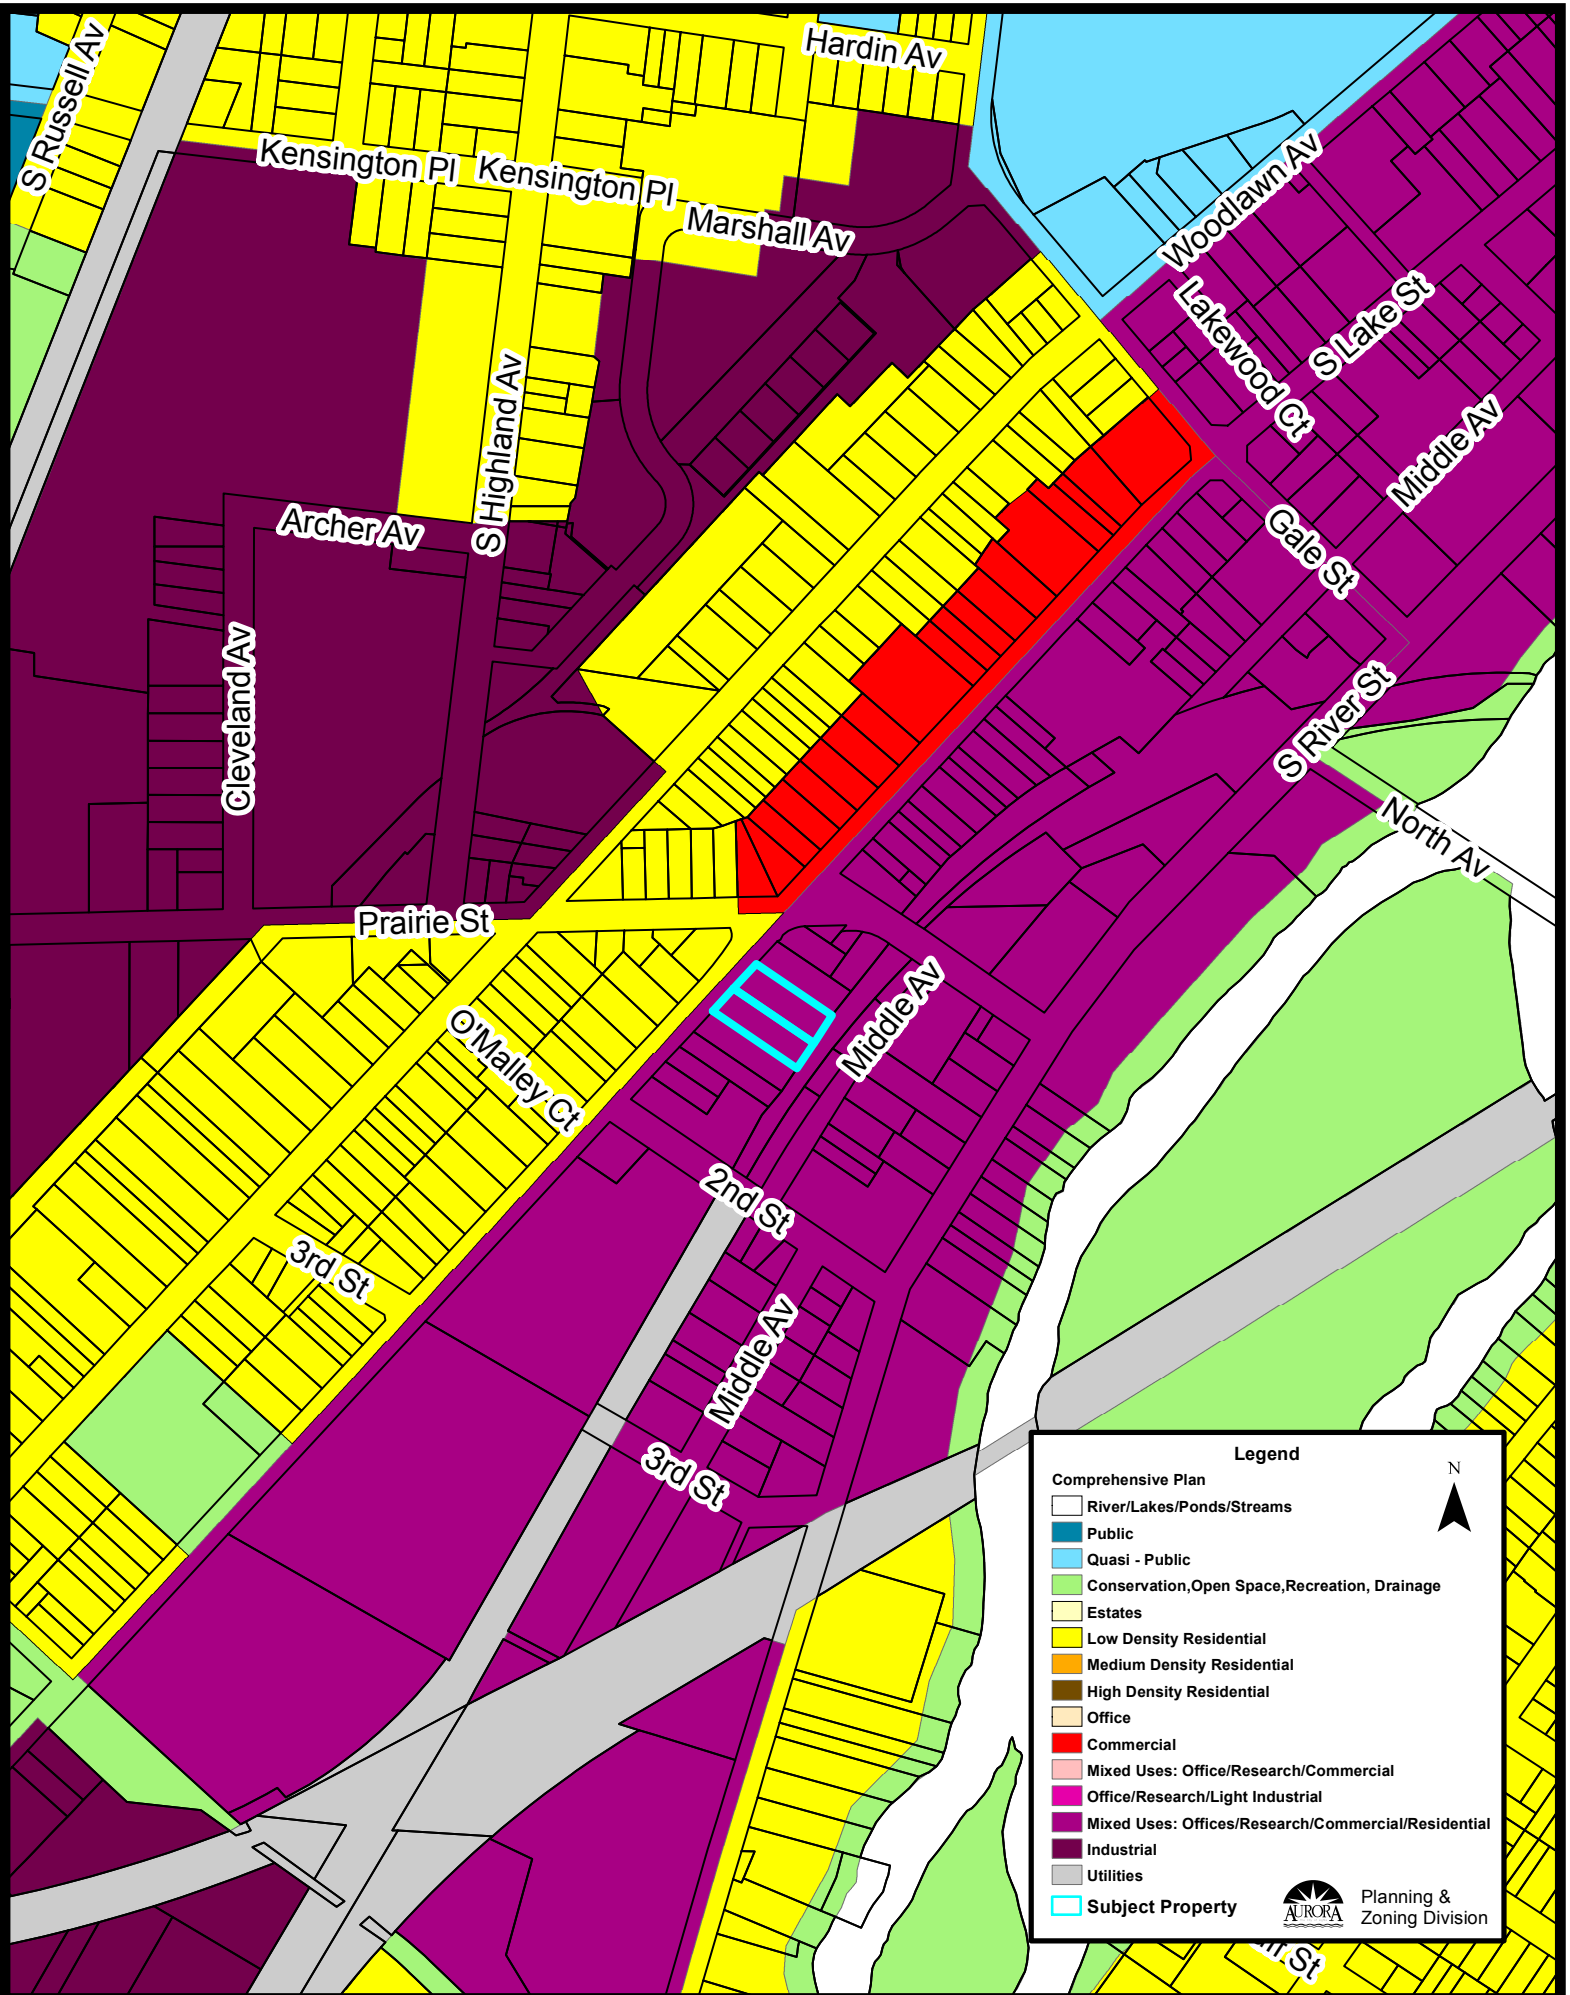 Hardin Av
S Russell Av
Kensington Pl
Kensington Pl
Marshall Av
Woodlawn Av
Lakewood Ct
S Lake St
Middle Av
S Highland Av
Archer Av
Gale St
Cleveland Av
S River St
North Av
Prairie St
Middle Av
O'Malley Ct
2nd St
3rd St
Middle Av
3rd St
Legend
N
Comprehensive Plan
River/Lakes/Ponds/Streams
Public
Quasi - Public
Conservation,Open Space,Recreation, Drainage
Estates
Low Density Residential
Medium Density Residential
High Density Residential
Office
Commercial
Mixed Uses: Office/Research/Commercial
Office/Research/Light Industrial
Mixed Uses: Offices/Research/Commercial/Residential
Industrial
Utilities
Subject Property
AURORA
Planning &
Zoning Division
St